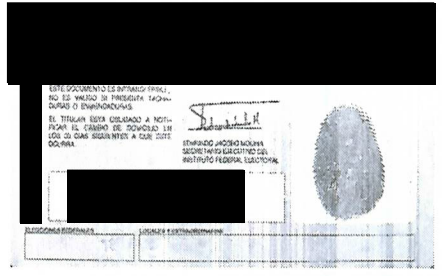 ESTE DOCUMENTO ES INTRANSFERIBLE,
NO ES VALIDO SI PRESENTA TACHA-
DURAS O ENMENDADURAS.
EL TITULAR ESTA OBLIGADO A NOTI-
FICAR EL CAMBIO DE DOMICILIO EN
LOS 30 DIAS SIGUIENTES A QUE ESTE
OCURRA.
EDMUNDO JACOBO MOLINA
SECRETARIO EJECUTIVO DEL
INSTITUTO FEDERAL ELECTORAL
ELECCIONES FEDERALES
LOCALES Y EXTRAORDINARIAS